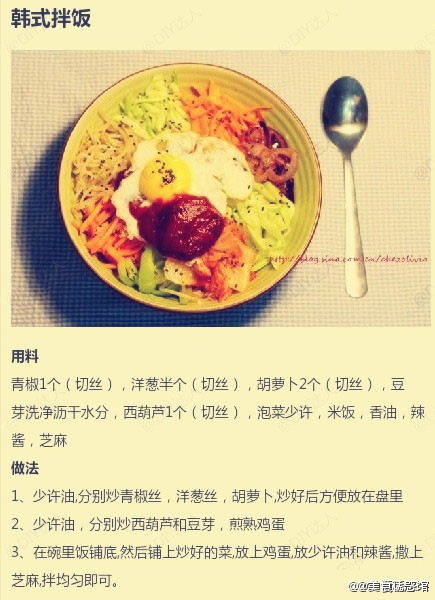 韩式拌饭
http://blog.sina.com.cn/chezolivia
用料
青椒1个（切丝），洋葱半个（切丝），胡萝卜2个（切丝），豆
芽洗净沥干水分，西葫芦1个（切丝），泡菜少许，米饭，香油，辣
酱，芝麻
做法
1、少许油,分别炒青椒丝，洋葱丝，胡萝卜,炒好后方便放在盘里
2、少许油，分别炒西葫芦和豆芽，煎熟鸡蛋
3、在碗里饭铺底,然后铺上炒好的菜,放上鸡蛋,放少许油和辣酱,撒上
芝麻,拌均匀即可。